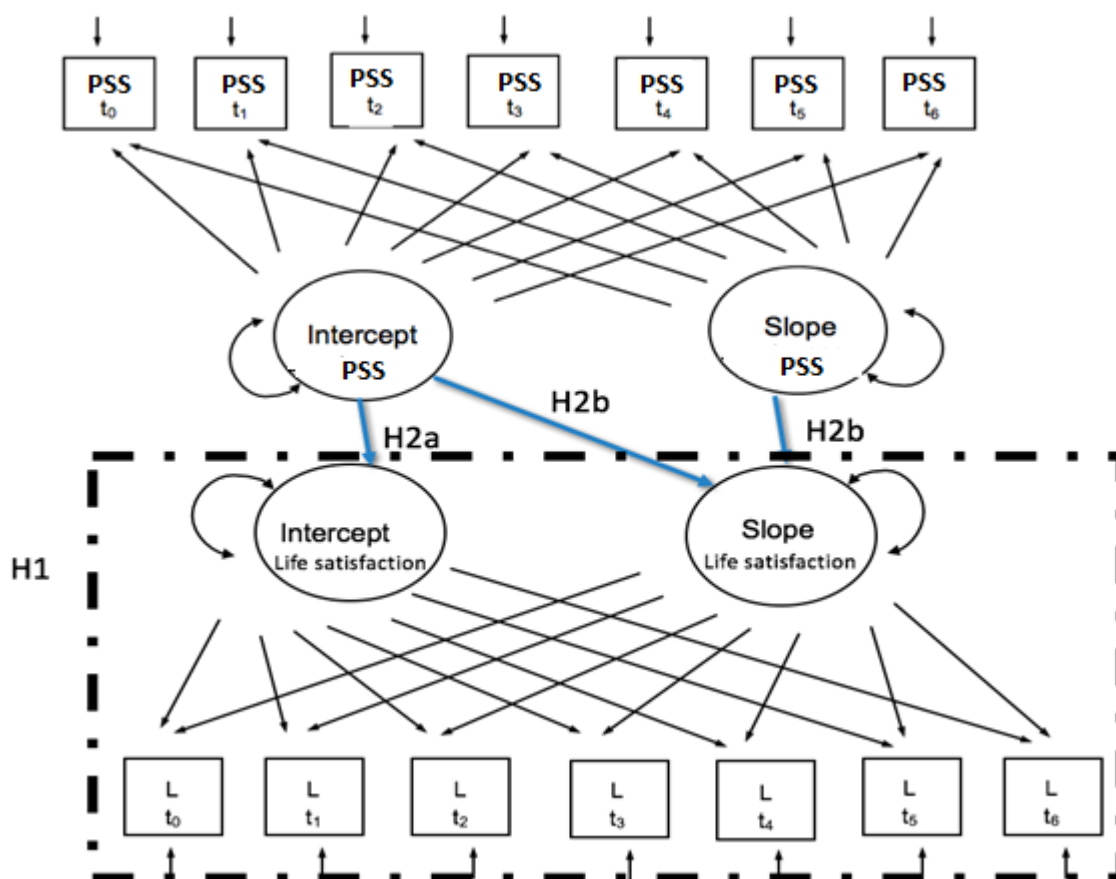 PSS
t₀
PSS
t₁
PSS
t₂
PSS
t₃
PSS
t₄
PSS
t₅
PSS
t₆
Intercept
PSS
Slope
PSS
H2b
H2a
H2b
H1
Intercept
Life satisfaction
Slope
Life satisfaction
L
t₀
L
t₁
L
t₂
L
t₃
L
t₄
L
t₅
L
t₆